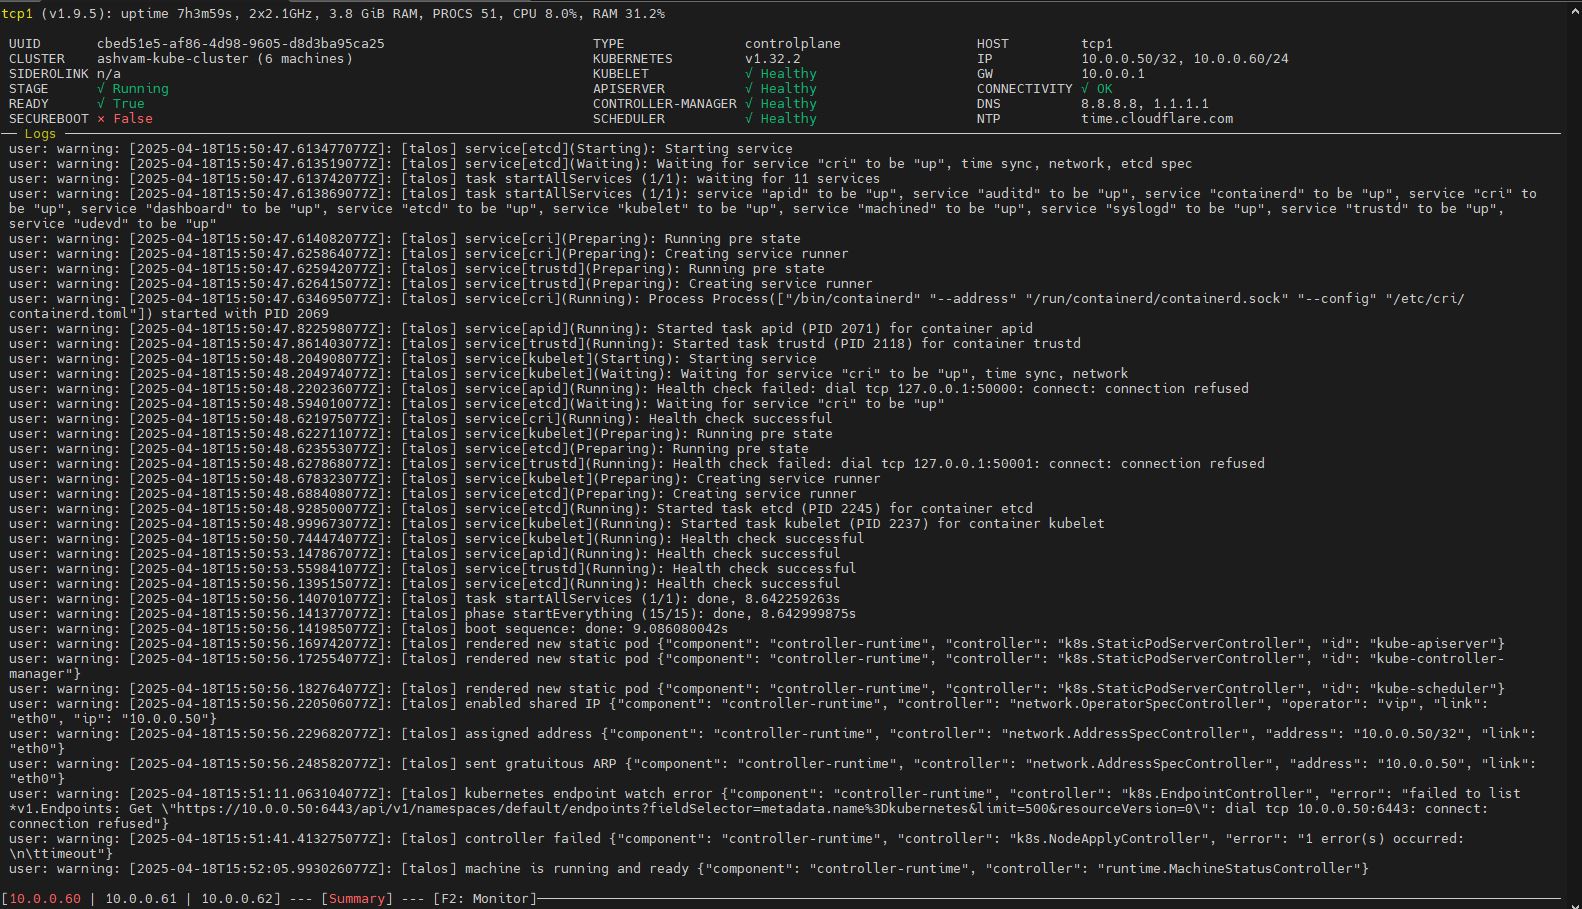 tcp1 (v1.9.5): uptime 7h3m59s, 2x2.1GHz, 3.8 GiB RAM, PROCS 51, CPU 8.0%, RAM 31.2%
UUID cbed51e5-af86-4d98-9605-d8d3ba95ca25 TYPE controlplane HOST tcp1
CLUSTER ashvam-kube-cluster (6 machines) KUBERNETES v1.32.2 IP 10.0.0.50/32, 10.0.0.60/24
SIDEROLINK n/a KUBELET √ Healthy GW 10.0.0.1
STAGE √ Running APISERVER √ Healthy CONNECTIVITY √ OK
READY √ True CONTROLLER-MANAGER √ Healthy DNS 8.8.8.8, 1.1.1.1
SECUREBOOT × False SCHEDULER √ Healthy NTP time.cloudflare.com
Logs
user: warning: [2025-04-18T15:50:47.613477077Z]: [talos] service[etcd](Starting): Starting service
user: warning: [2025-04-18T15:50:47.613519077Z]: [talos] service[etcd](Waiting): Waiting for service "cri" to be "up", time sync, network, etcd spec
user: warning: [2025-04-18T15:50:47.613742077Z]: [talos] task startAllServices (1/1): waiting for 11 services
user: warning: [2025-04-18T15:50:47.613869077Z]: [talos] task startAllServices (1/1): service "apid" to be "up", service "auditd" to be "up", service "containerd" to be "up", service "cri" to
be "up", service "dashboard" to be "up", service "etcd" to be "up", service "kubelet" to be "up", service "machined" to be "up", service "syslogd" to be "up", service "trustd" to be "up",
service "udevd" to be "up"
user: warning: [2025-04-18T15:50:47.614082077Z]: [talos] service[cri](Preparing): Running pre state
user: warning: [2025-04-18T15:50:47.625864077Z]: [talos] service[cri](Preparing): Creating service runner
user: warning: [2025-04-18T15:50:47.625942077Z]: [talos] service[trustd](Preparing): Running pre state
user: warning: [2025-04-18T15:50:47.626415077Z]: [talos] service[trustd](Preparing): Creating service runner
user: warning: [2025-04-18T15:50:47.634695077Z]: [talos] service[cri](Running): Process Process(["/bin/containerd" "--address" "/run/containerd/containerd.sock" "--config" "/etc/cri/
containerd.toml"]) started with PID 2069
user: warning: [2025-04-18T15:50:47.822598077Z]: [talos] service[apid](Running): Started task apid (PID 2071) for container apid
user: warning: [2025-04-18T15:50:47.861403077Z]: [talos] service[trustd](Running): Started task trustd (PID 2118) for container trustd
user: warning: [2025-04-18T15:50:48.204908077Z]: [talos] service[kubelet](Starting): Starting service
user: warning: [2025-04-18T15:50:48.204974077Z]: [talos] service[kubelet](Waiting): Waiting for service "cri" to be "up", time sync, network
user: warning: [2025-04-18T15:50:48.220236077Z]: [talos] service[apid](Running): Health check failed: dial tcp 127.0.0.1:50000: connect: connection refused
user: warning: [2025-04-18T15:50:48.594010077Z]: [talos] service[etcd](Waiting): Waiting for service "cri" to be "up"
user: warning: [2025-04-18T15:50:48.621975077Z]: [talos] service[cri](Running): Health check successful
user: warning: [2025-04-18T15:50:48.622711077Z]: [talos] service[kubelet](Preparing): Running pre state
user: warning: [2025-04-18T15:50:48.623553077Z]: [talos] service[etcd](Preparing): Running pre state
user: warning: [2025-04-18T15:50:48.627868077Z]: [talos] service[trustd](Running): Health check failed: dial tcp 127.0.0.1:50001: connect: connection refused
user: warning: [2025-04-18T15:50:48.678323077Z]: [talos] service[kubelet](Preparing): Creating service runner
user: warning: [2025-04-18T15:50:48.688408077Z]: [talos] service[etcd](Preparing): Creating service runner
user: warning: [2025-04-18T15:50:48.928500077Z]: [talos] service[etcd](Running): Started task etcd (PID 2245) for container etcd
user: warning: [2025-04-18T15:50:48.999673077Z]: [talos] service[kubelet](Running): Started task kubelet (PID 2237) for container kubelet
user: warning: [2025-04-18T15:50:50.744474077Z]: [talos] service[kubelet](Running): Health check successful
user: warning: [2025-04-18T15:50:53.147867077Z]: [talos] service[apid](Running): Health check successful
user: warning: [2025-04-18T15:50:53.559841077Z]: [talos] service[trustd](Running): Health check successful
user: warning: [2025-04-18T15:50:56.139515077Z]: [talos] service[etcd](Running): Health check successful
user: warning: [2025-04-18T15:50:56.140701077Z]: [talos] task startAllServices (1/1): done, 8.642259263s
user: warning: [2025-04-18T15:50:56.141377077Z]: [talos] phase startEverything (15/15): done, 8.642999875s
user: warning: [2025-04-18T15:50:56.141985077Z]: [talos] boot sequence: done: 9.086080042s
user: warning: [2025-04-18T15:50:56.169742077Z]: [talos] rendered new static pod {"component": "controller-runtime", "controller": "k8s.StaticPodServerController", "id": "kube-apiserver"}
user: warning: [2025-04-18T15:50:56.172554077Z]: [talos] rendered new static pod {"component": "controller-runtime", "controller": "k8s.StaticPodServerController", "id": "kube-controller-
manager"}
user: warning: [2025-04-18T15:50:56.182764077Z]: [talos] rendered new static pod {"component": "controller-runtime", "controller": "k8s.StaticPodServerController", "id": "kube-scheduler"}
user: warning: [2025-04-18T15:50:56.220506077Z]: [talos] enabled shared IP {"component": "controller-runtime", "controller": "network.OperatorSpecController", "operator": "vip", "link":
"eth0", "ip": "10.0.0.50"}
user: warning: [2025-04-18T15:50:56.229682077Z]: [talos] assigned address {"component": "controller-runtime", "controller": "network.AddressSpecController", "address": "10.0.0.50/32", "link":
"eth0"}
user: warning: [2025-04-18T15:50:56.248582077Z]: [talos] sent gratuitous ARP {"component": "controller-runtime", "controller": "network.AddressSpecController", "address": "10.0.0.50", "link":
"eth0"}
user: warning: [2025-04-18T15:51:11.063104077Z]: [talos] kubernetes endpoint watch error {"component": "controller-runtime", "controller": "k8s.EndpointController", "error": "failed to list
*v1.Endpoints: Get \"https://10.0.0.50:6443/api/v1/namespaces/default/endpoints?fieldSelector=metadata.name%3Dkubernetes&limit=500&resourceVersion=0\": dial tcp 10.0.0.50:6443: connect:
connection refused"}
user: warning: [2025-04-18T15:51:41.413275077Z]: [talos] controller failed {"component": "controller-runtime", "controller": "k8s.NodeApplyController", "error": "1 error(s) occurred:
\n\ttimeout"}
user: warning: [2025-04-18T15:52:05.993026077Z]: [talos] machine is running and ready {"component": "controller-runtime", "controller": "runtime.MachineStatusController"}
[10.0.0.60 | 10.0.0.61 | 10.0.0.62] --- [Summary] --- [F2: Monitor]